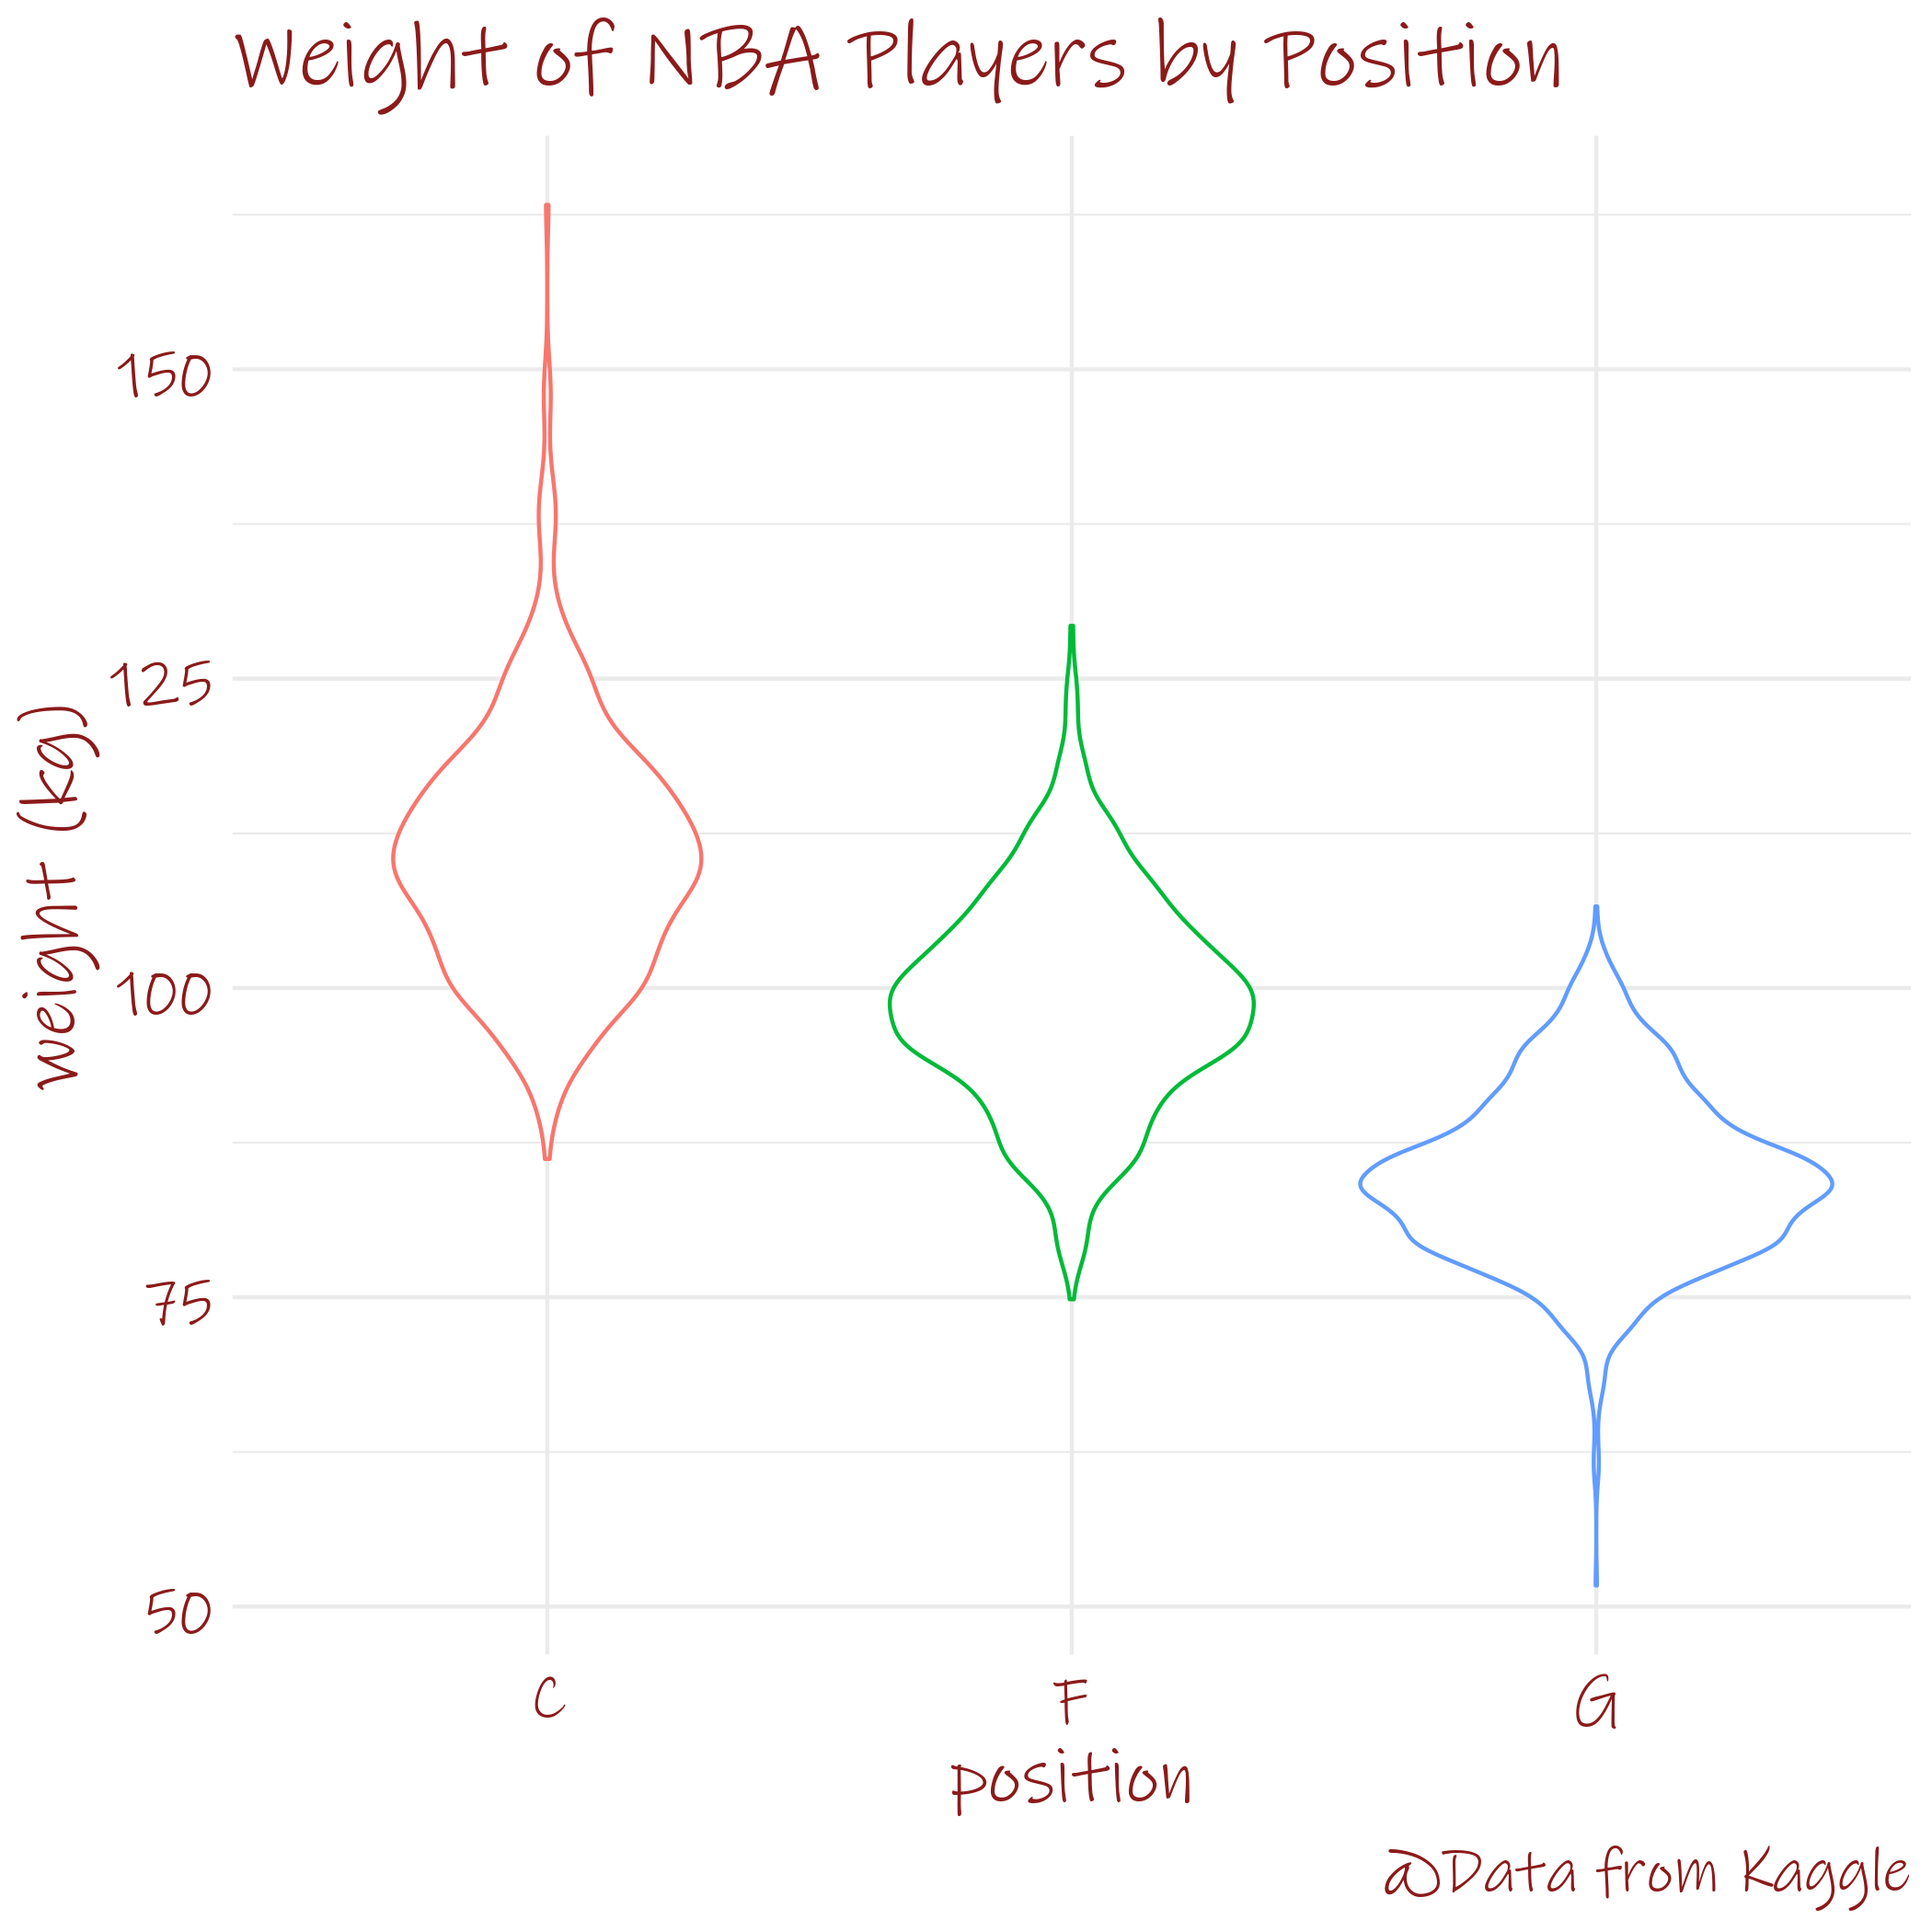 Weight of NBA Players by Position
weight (kg)
150
125
100
75
50
C
F
G
position
@Data from Kaggle